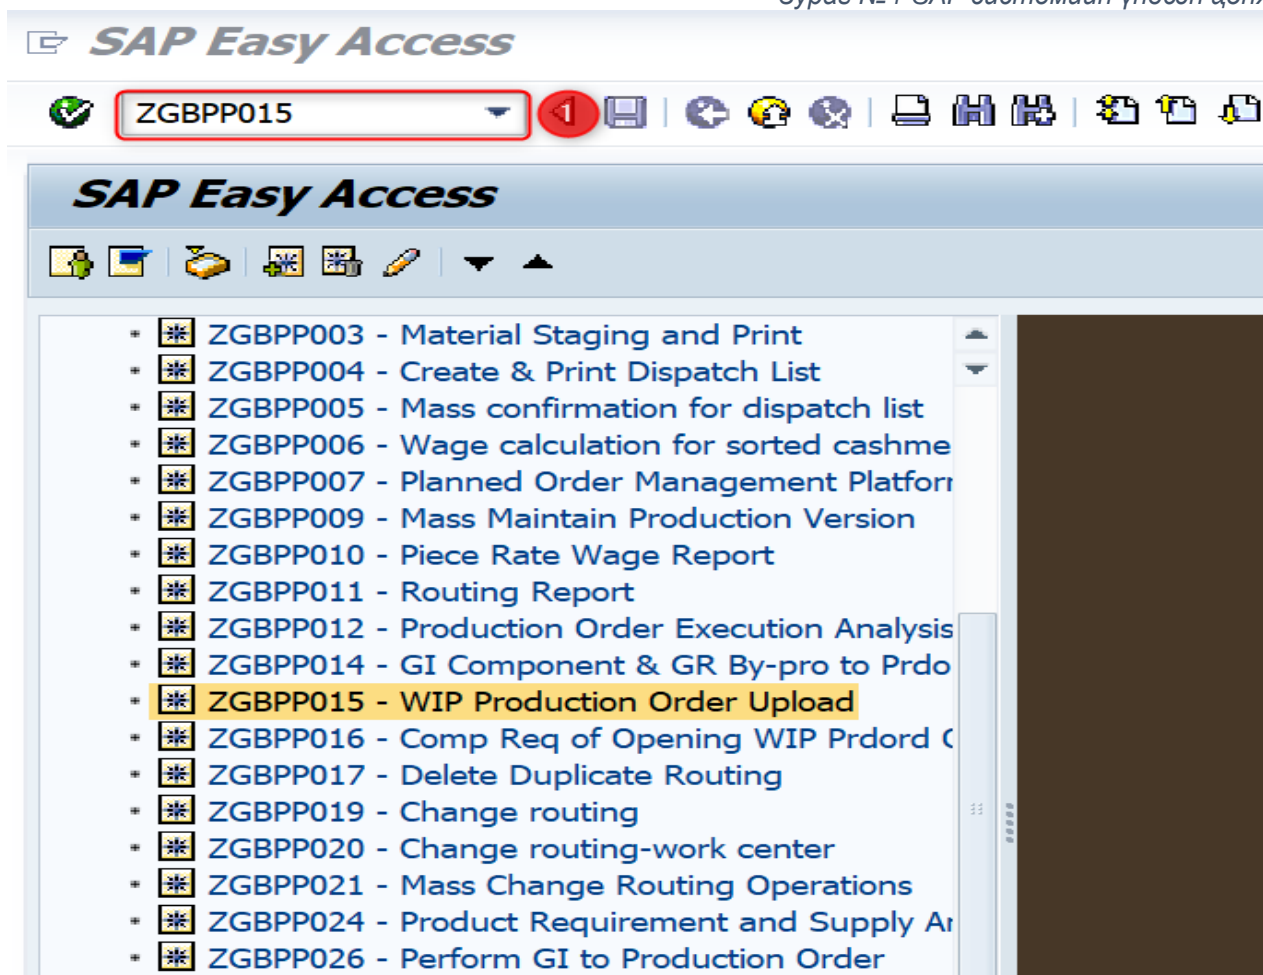 SAP Easy Access
ZGBPP015
1
SAP Easy Access
ZGBPP003 - Material Staging and Print
ZGBPP004 - Create & Print Dispatch List
ZGBPP005 - Mass confirmation for dispatch list
ZGBPP006 - Wage calculation for sorted cashme
ZGBPP007 - Planned Order Management Platform
ZGBPP009 - Mass Maintain Production Version
ZGBPP010 - Piece Rate Wage Report
ZGBPP011 - Routing Report
ZGBPP012 - Production Order Execution Analysis
ZGBPP014 - GI Component & GR By-pro to Prdo
ZGBPP015 - WIP Production Order Upload
ZGBPP016 - Comp Req of Opening WIP Prdord
ZGBPP017 - Delete Duplicate Routing
ZGBPP019 - Change routing
ZGBPP020 - Change routing-work center
ZGBPP021 - Mass Change Routing Operations
ZGBPP024 - Product Requirement and Supply
ZGBPP026 - Perform GI to Production Order